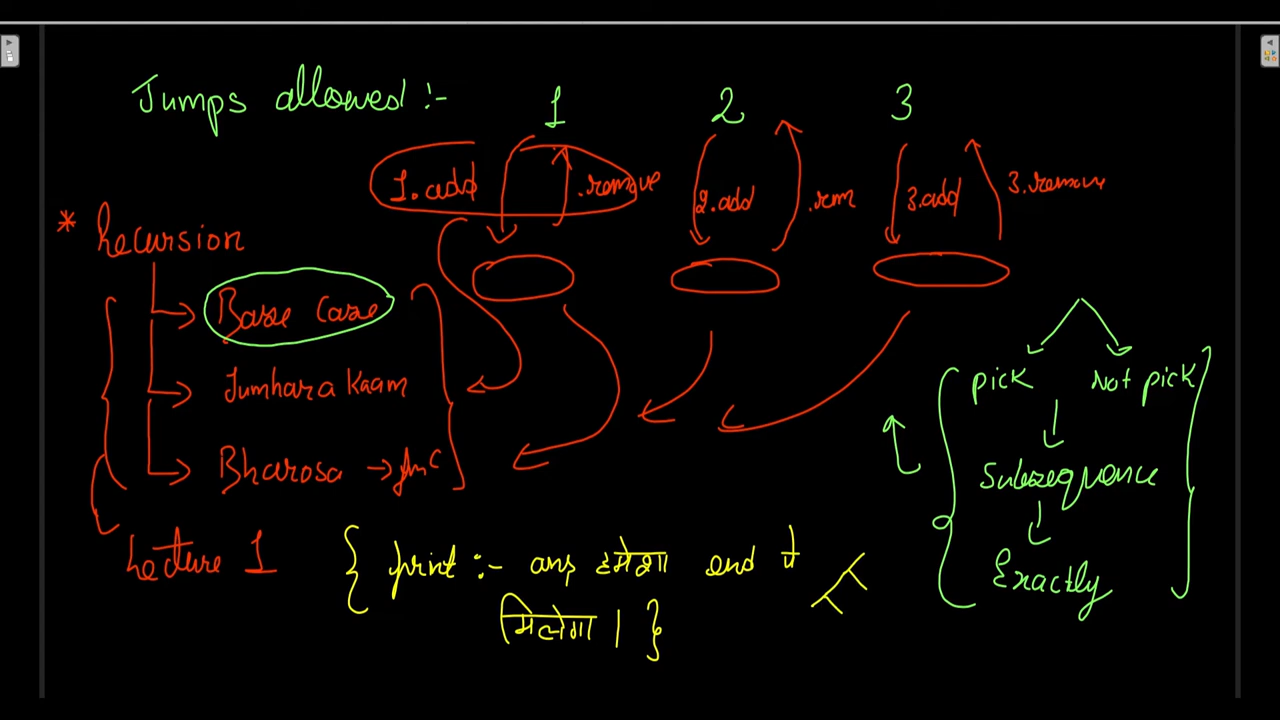 Jumps allowed :- 1 2 3
1.add .remove 2.add .rem 3.add 3.remove
* Recursion
Base Case
Tumhara Kaam
Bharosa → func
Lecture 1
pick Not pick
Subsequence
Exactly
{ print :- ans हमेशा end में
मिलेगा । }